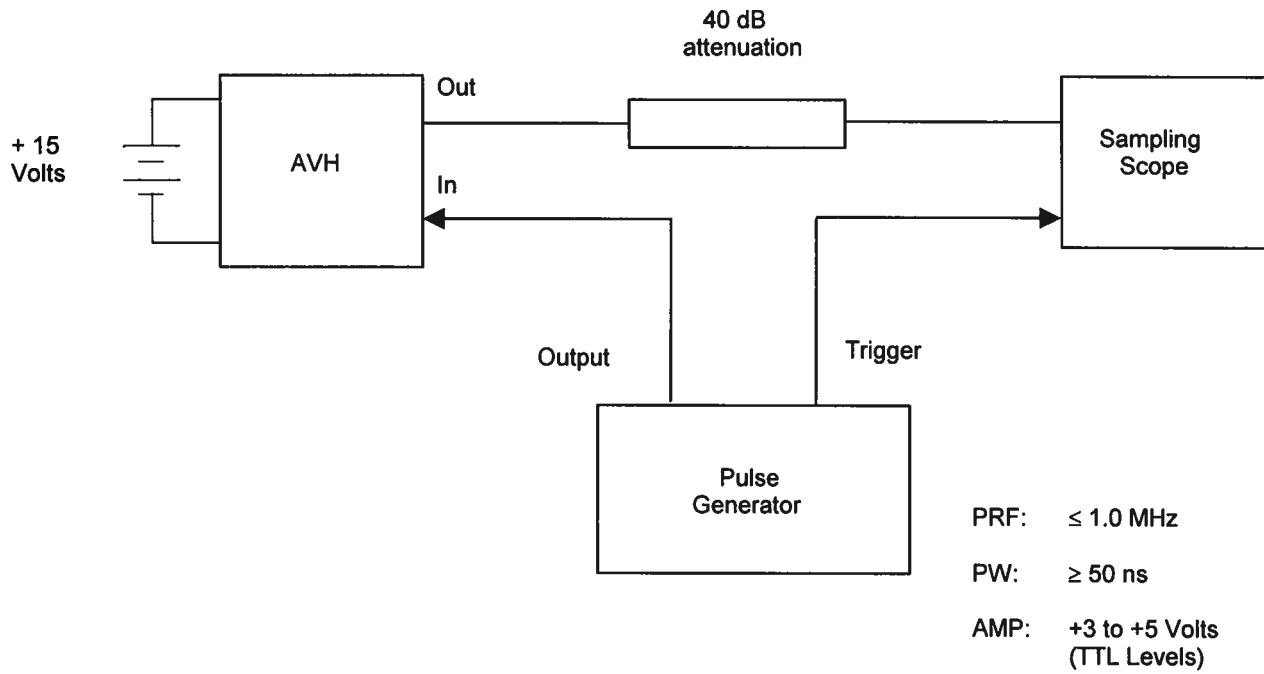 40 dB
attenuation
Out
+ 15
Volts
AVH
In
Sampling
Scope
Output
Trigger
Pulse
Generator
PRF: ≤ 1.0 MHz
PW: ≥ 50 ns
AMP: +3 to +5 Volts
(TTL Levels)